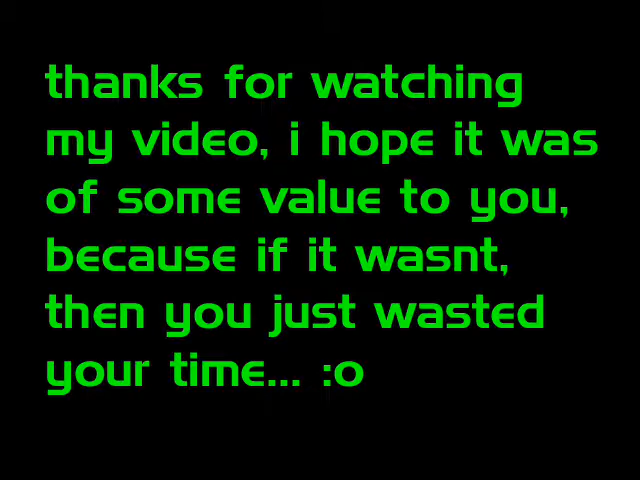 thanks for watching
my video, i hope it was
of some value to you,
because if it wasnt,
then you just wasted
your time... :o